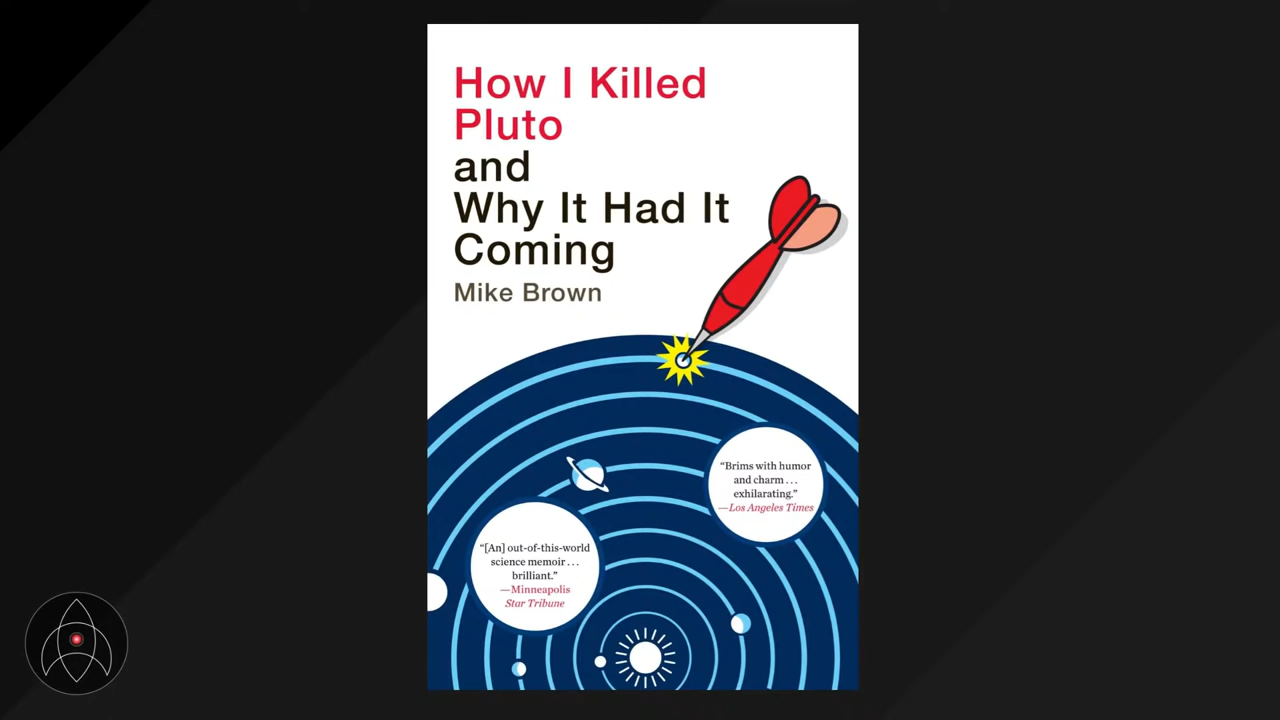 How I Killed
Pluto
and
Why It Had It
Coming
Mike Brown
“Brims with humor
and charm . . .
exhilarating.”
—Los Angeles Times
“[An] out-of-this-world
science memoir . . .
brilliant.”
—Minneapolis
Star Tribune